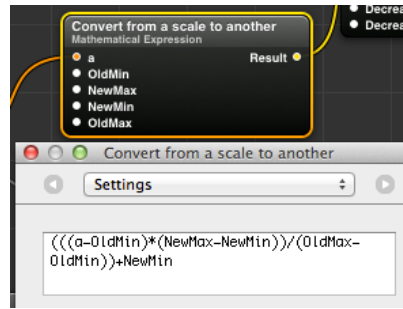 Convert from a scale to another
Mathematical Expression
a
Result
OldMin
NewMax
NewMin
OldMax
Decrea
Decrea
Convert from a scale to another
Settings
(((a-OldMin)*(NewMax-NewMin))/(OldMax-
OldMin))+NewMin